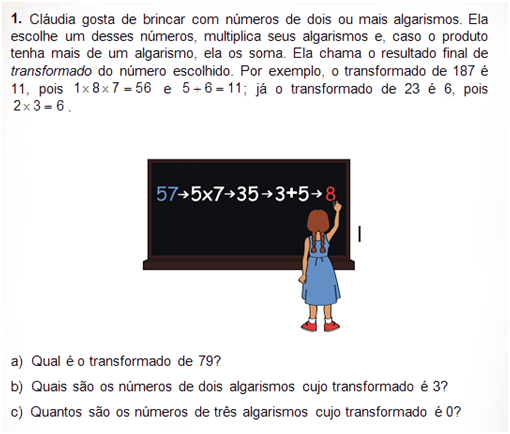 1. Cláudia gosta de brincar com números de dois ou mais algarismos. Ela
escolhe um desses números, multiplica seus algarismos e, caso o produto
tenha mais de um algarismo, ela os soma. Ela chama o resultado final de
transformado do número escolhido. Por exemplo, o transformado de 187 é
11, pois 1×8×7=56 e 5+6=11; já o transformado de 23 é 6, pois
2×3=6.
57→5x7→35→3+5→8
a) Qual é o transformado de 79?
b) Quais são os números de dois algarismos cujo transformado é 3?
c) Quantos são os números de três algarismos cujo transformado é 0?